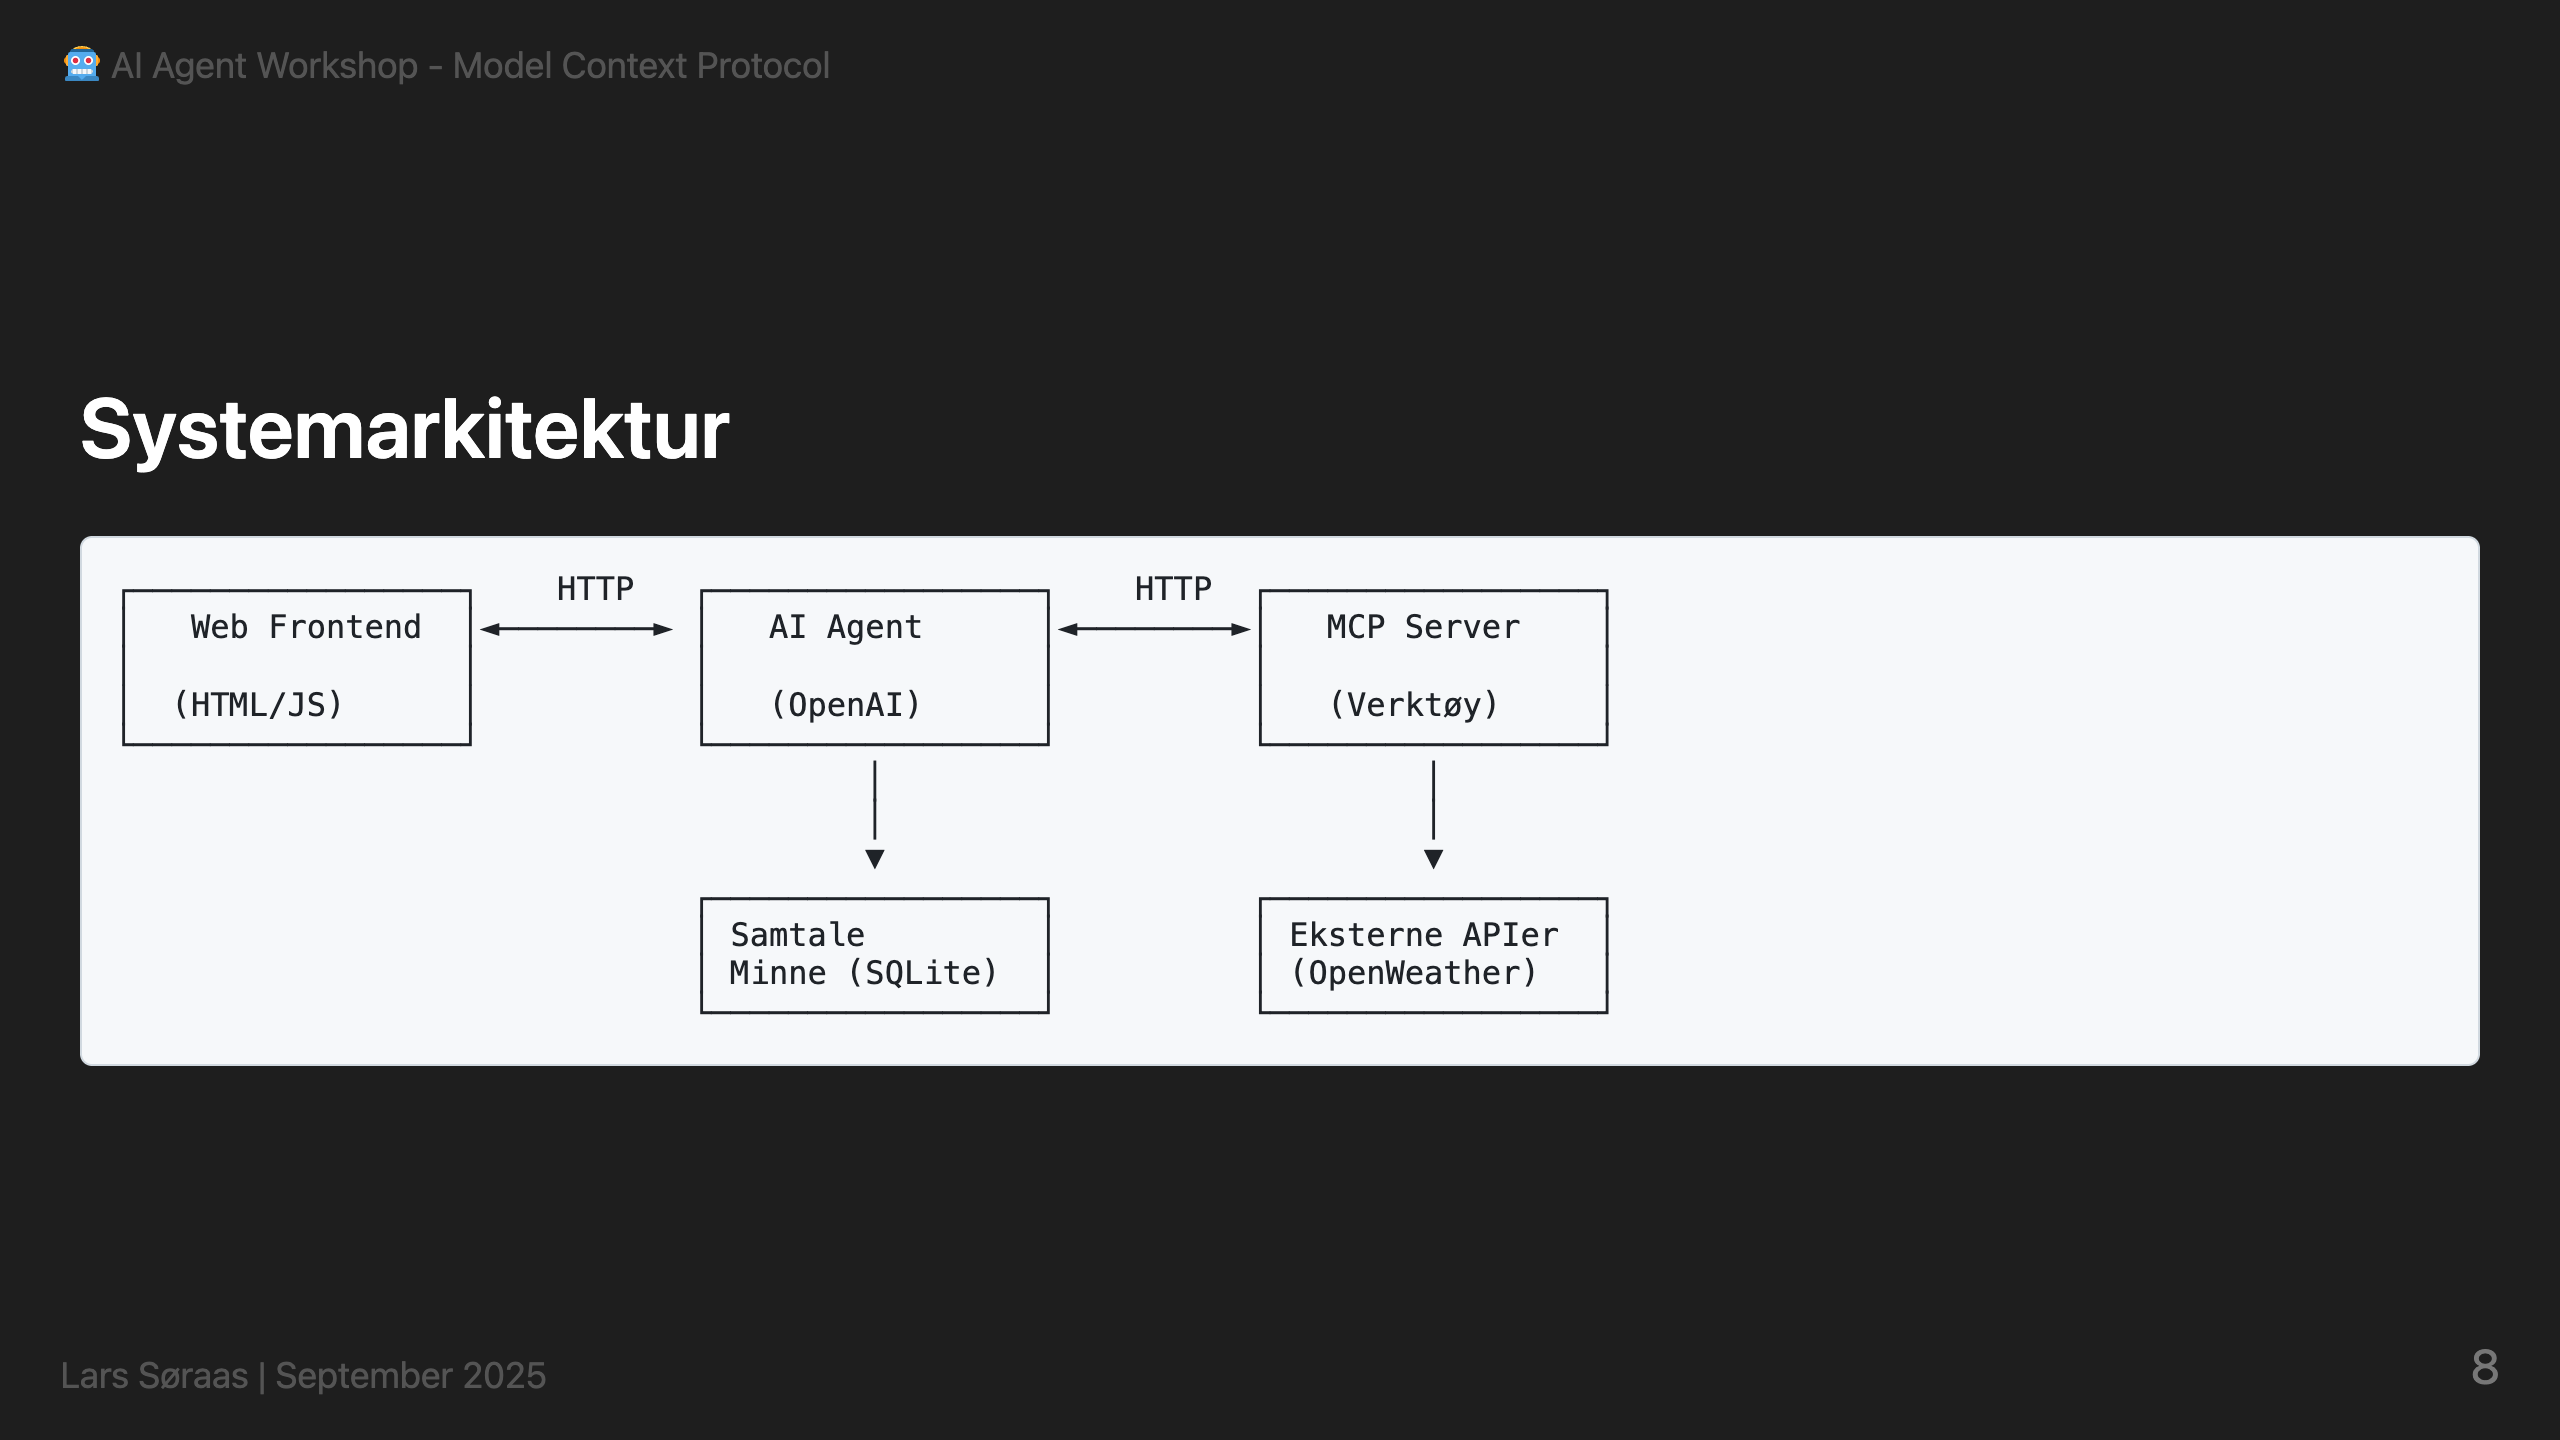 AI Agent Workshop - Model Context Protocol
Systemarkitektur
HTTP
HTTP
Web Frontend
(HTML/JS)
AI Agent
(OpenAI)
MCP Server
(Verktøy)
Samtale
Minne (SQLite)
Eksterne APIer
(OpenWeather)
Lars Søraas | September 2025
8